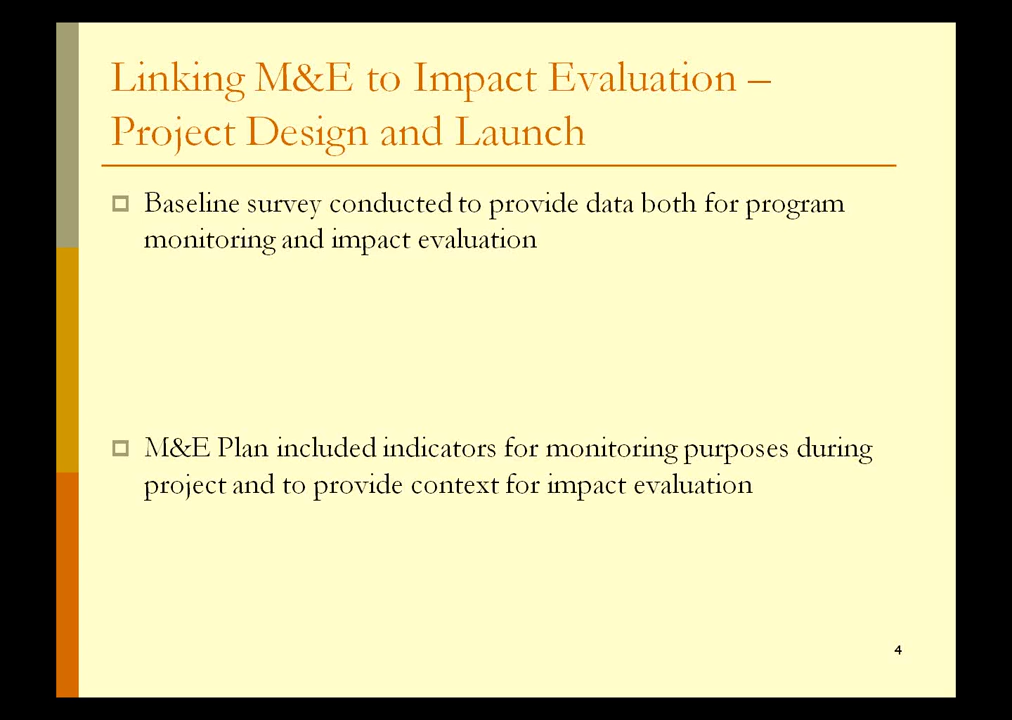 Linking M&E to Impact Evaluation –
Project Design and Launch
Baseline survey conducted to provide data both for program
monitoring and impact evaluation
M&E Plan included indicators for monitoring purposes during
project and to provide context for impact evaluation
4